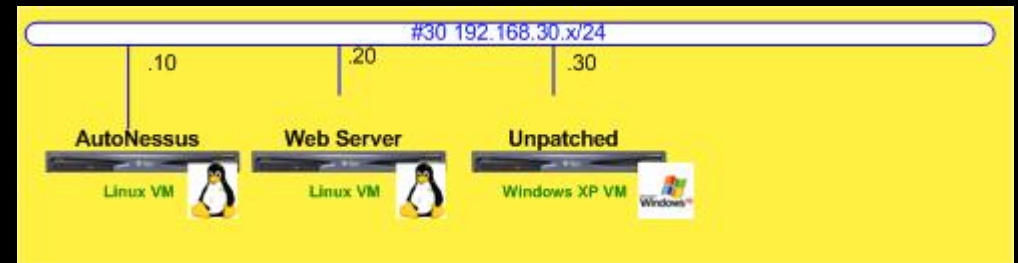 #30 192.168.30.x/24
.10 .20 .30
AutoNessus Web Server Unpatched
Linux VM Linux VM Windows XP VM
Windows